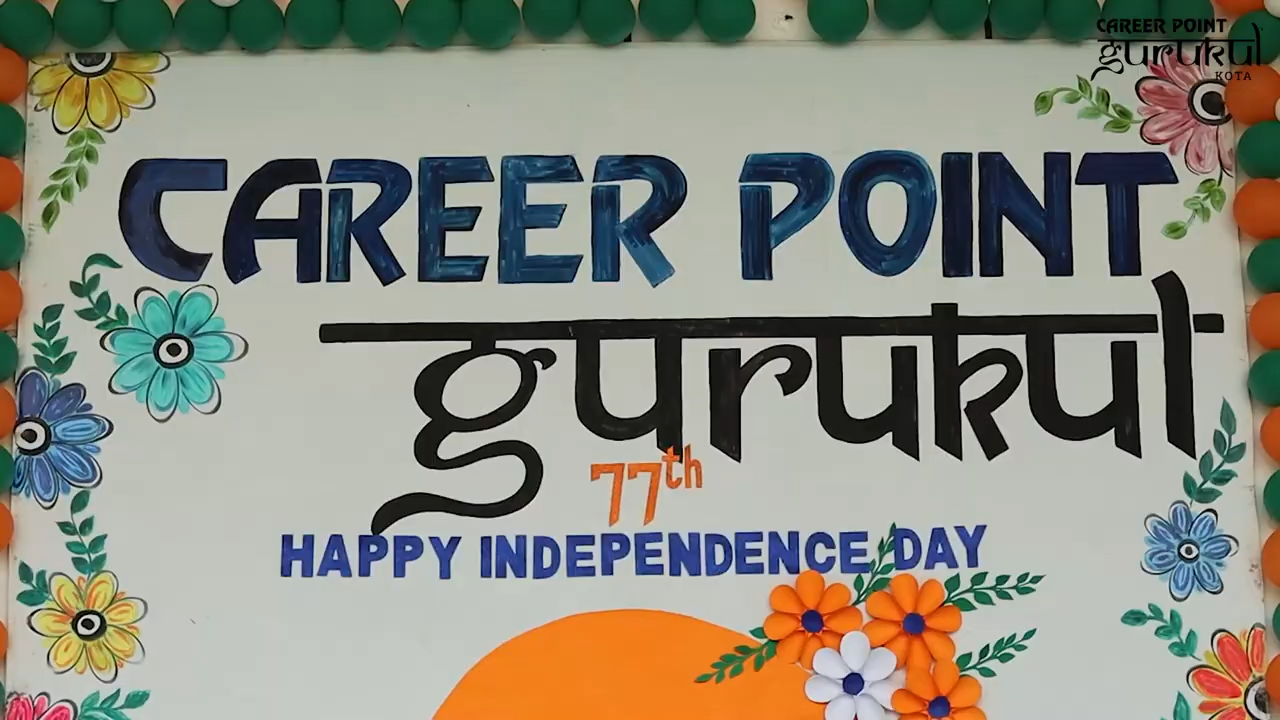 CAREER POINT
gurukul
KOTA
CAREER POINT
gurukul
77th
HAPPY INDEPENDENCE DAY